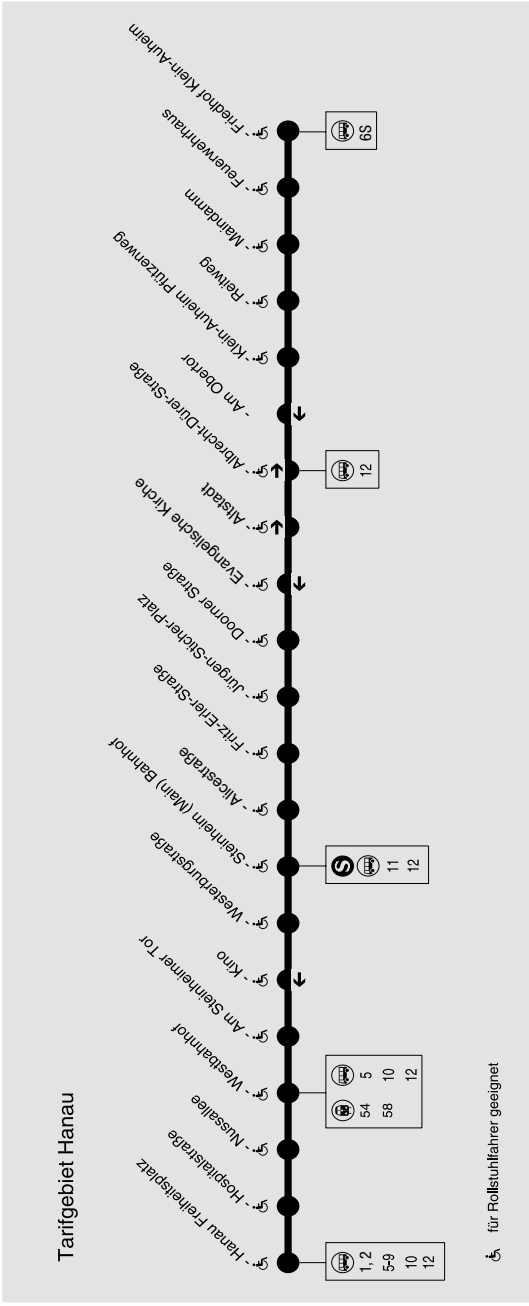 Tarifgebiet Hanau
Hanau Freiheitsplatz
Hospitalstraße
Nussallee
Westbahnhof
Am Steinheimer Tor
Kino
Westerburgstraße
Steinheim (Main) Bahnhof
Alicestraße
Fritz-Erler-Straße
Jürgen-Sticher-Platz
Doorner Straße
Evangelische Kirche
Altstadt
Albrecht-Dürer-Straße
Am Obertor
Klein-Auheim Pfützenweg
Reitweg
Maindamm
Feuerwehrhaus
Friedhof Klein-Auheim
1, 2
5-9
10
12
54 5
58 10
12
S
11
12
12
6S
für Rollstuhlfahrer geeignet